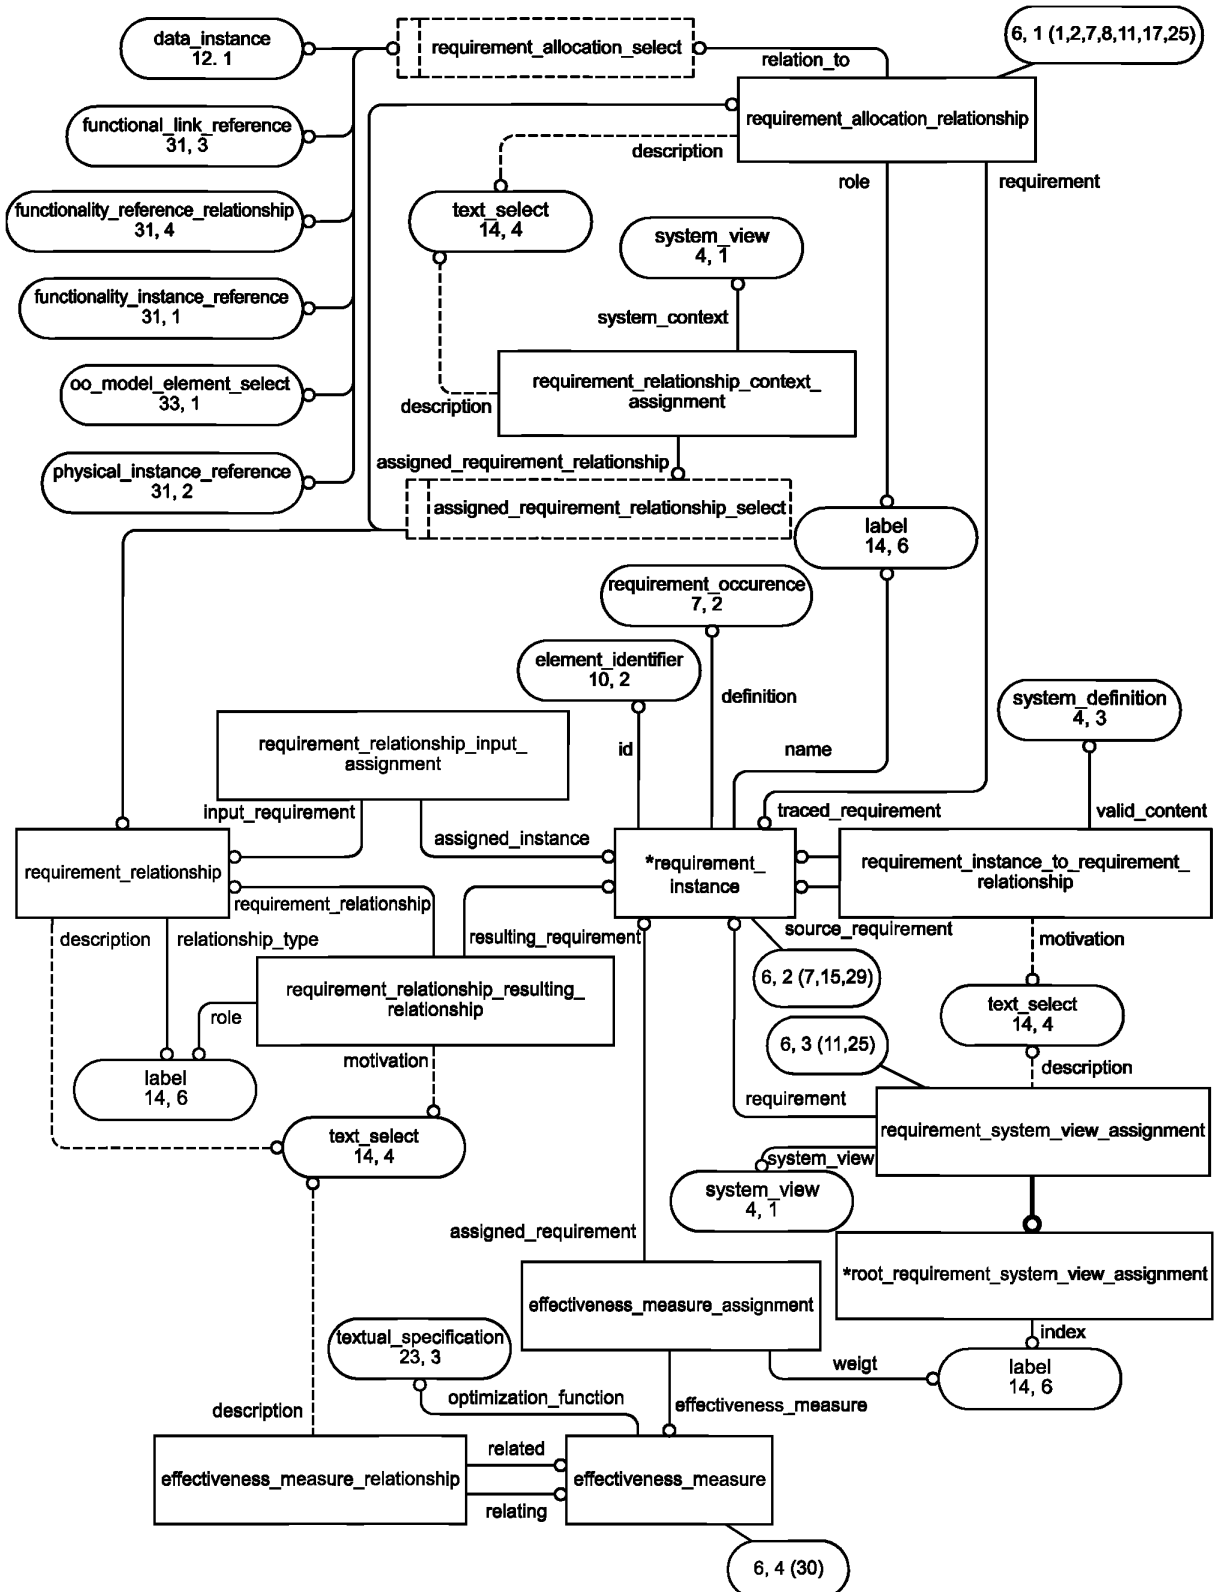 data_instance
12. 1
requirement_allocation_select
6, 1 (1,2,7,8,11,17,25)
relation_to
requirement_allocation_relationship
functional_link_reference
31, 3
description
role
requirement
functionality_reference_relationship
31, 4
text_select
14, 4
system_view
4, 1
functionality_instance_reference
31, 1
system_context
oo_model_element_select
33, 1
requirement_relationship_context_
assignment
description
physical_instance_reference
31, 2
assigned_requirement_relationship
assigned_requirement_relationship_select
label
14, 6
requirement_occurence
7, 2
element_identifier
10, 2
definition
system_definition
4, 3
requirement_relationship_input_
assignment
id
name
input_requirement
traced_requirement
valid_content
assigned_instance
requirement_relationship
*requirement_
instance
requirement_instance_to_requirement_
relationship
requirement_relationship
description
relationship_type
resulting_requirement
source_requirement
motivation
6, 2 (7,15,29)
requirement_relationship_resulting_
relationship
role
text_select
14, 4
6, 3 (11,25)
motivation
label
14, 6
description
requirement
text_select
14, 4
requirement_system_view_assignment
system_view
system_view
4, 1
assigned_requirement
*root_requirement_system_view_assignment
effectiveness_measure_assignment
textual_specification
23, 3
index
weigt
label
14, 6
optimization_function
effectiveness_measure
description
related
effectiveness_measure_relationship
effectiveness_measure
relating
6, 4 (30)